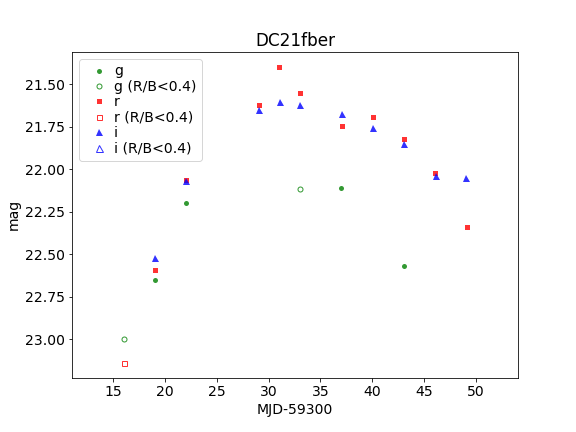 DC21fber
g
g (R/B<0.4)
r
r (R/B<0.4)
i
i (R/B<0.4)
21.50
21.75
22.00
22.25
22.50
22.75
23.00
mag
15 20 25 30 35 40 45 50
MJD-59300